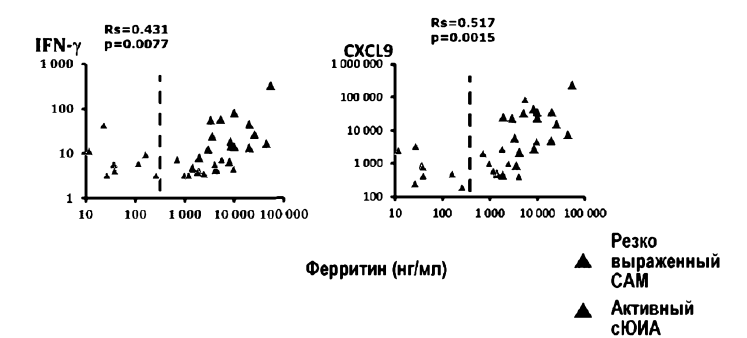 Rs=0.431
p=0.0077
IFN-γ
1 000
100
10
1
10 100 1 000 10 000 100 000
Rs=0.517
p=0.0015
CXCL9
1 000 000
100 000
10 000
1 000
100
10 100 1 000 10 000 100 000
Ферритин (нг/мл)
Резко
выраженный
САМ
Активный
сЮИА